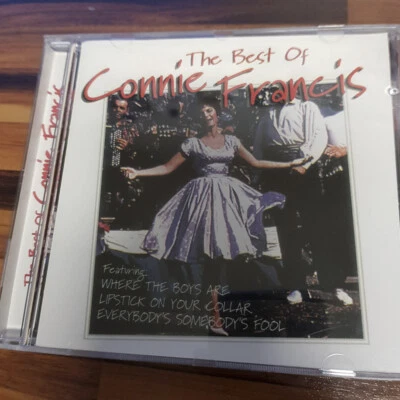 The Best Of
Connie Francis
Featuring:
WHERE THE BOYS ARE
LIPSTICK ON YOUR COLLAR
EVERYBODY'S SOMEBODY'S FOOL
The Best Of Connie Francis